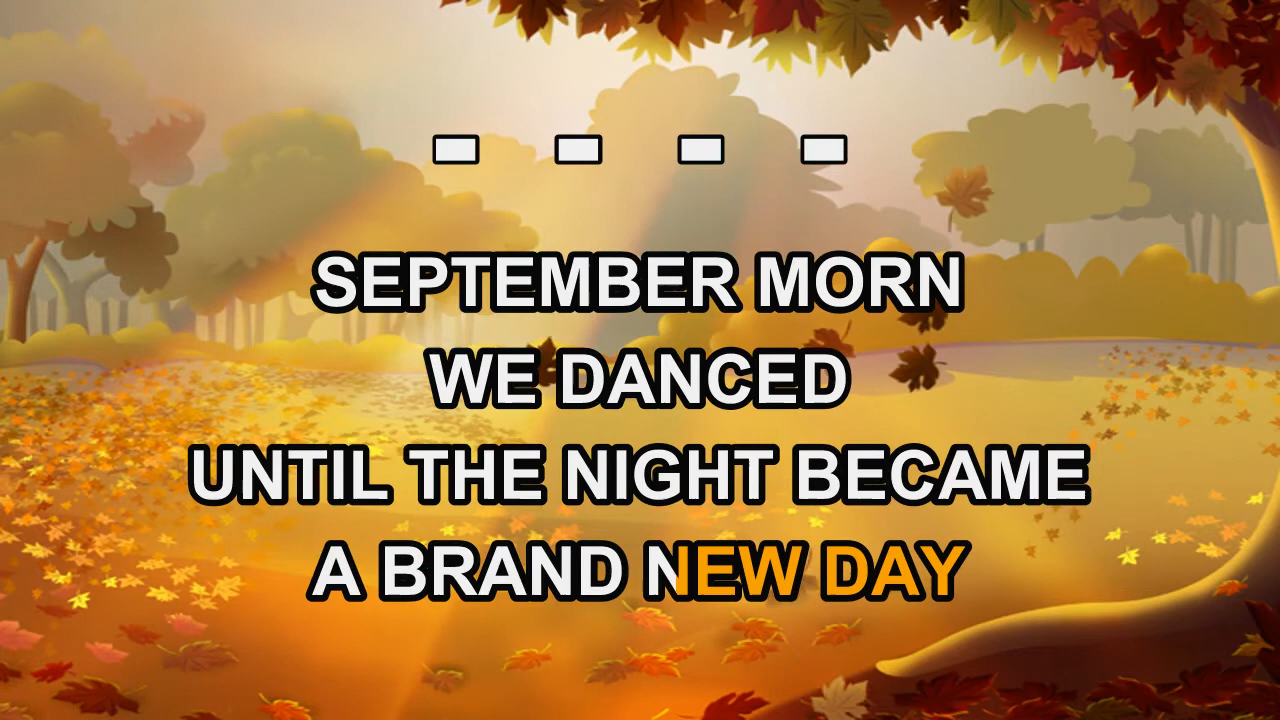 - - - -
SEPTEMBER MORN
WE DANCED
UNTIL THE NIGHT BECAME
A BRAND NEW DAY